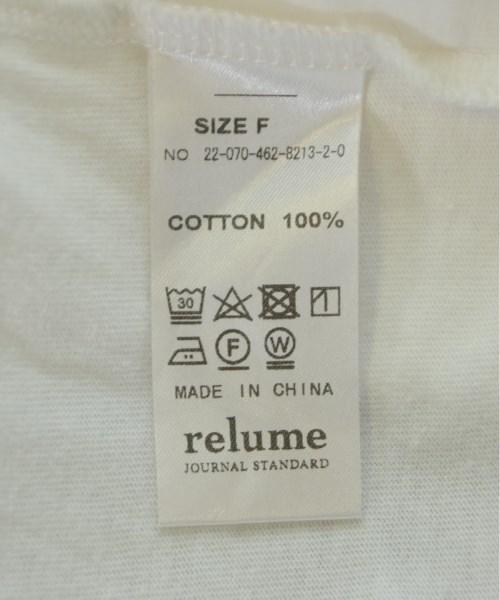 SIZE F
NO 22-070-462-8213-2-0
COTTON 100%
30
F W
MADE IN CHINA
relume
JOURNAL STANDARD